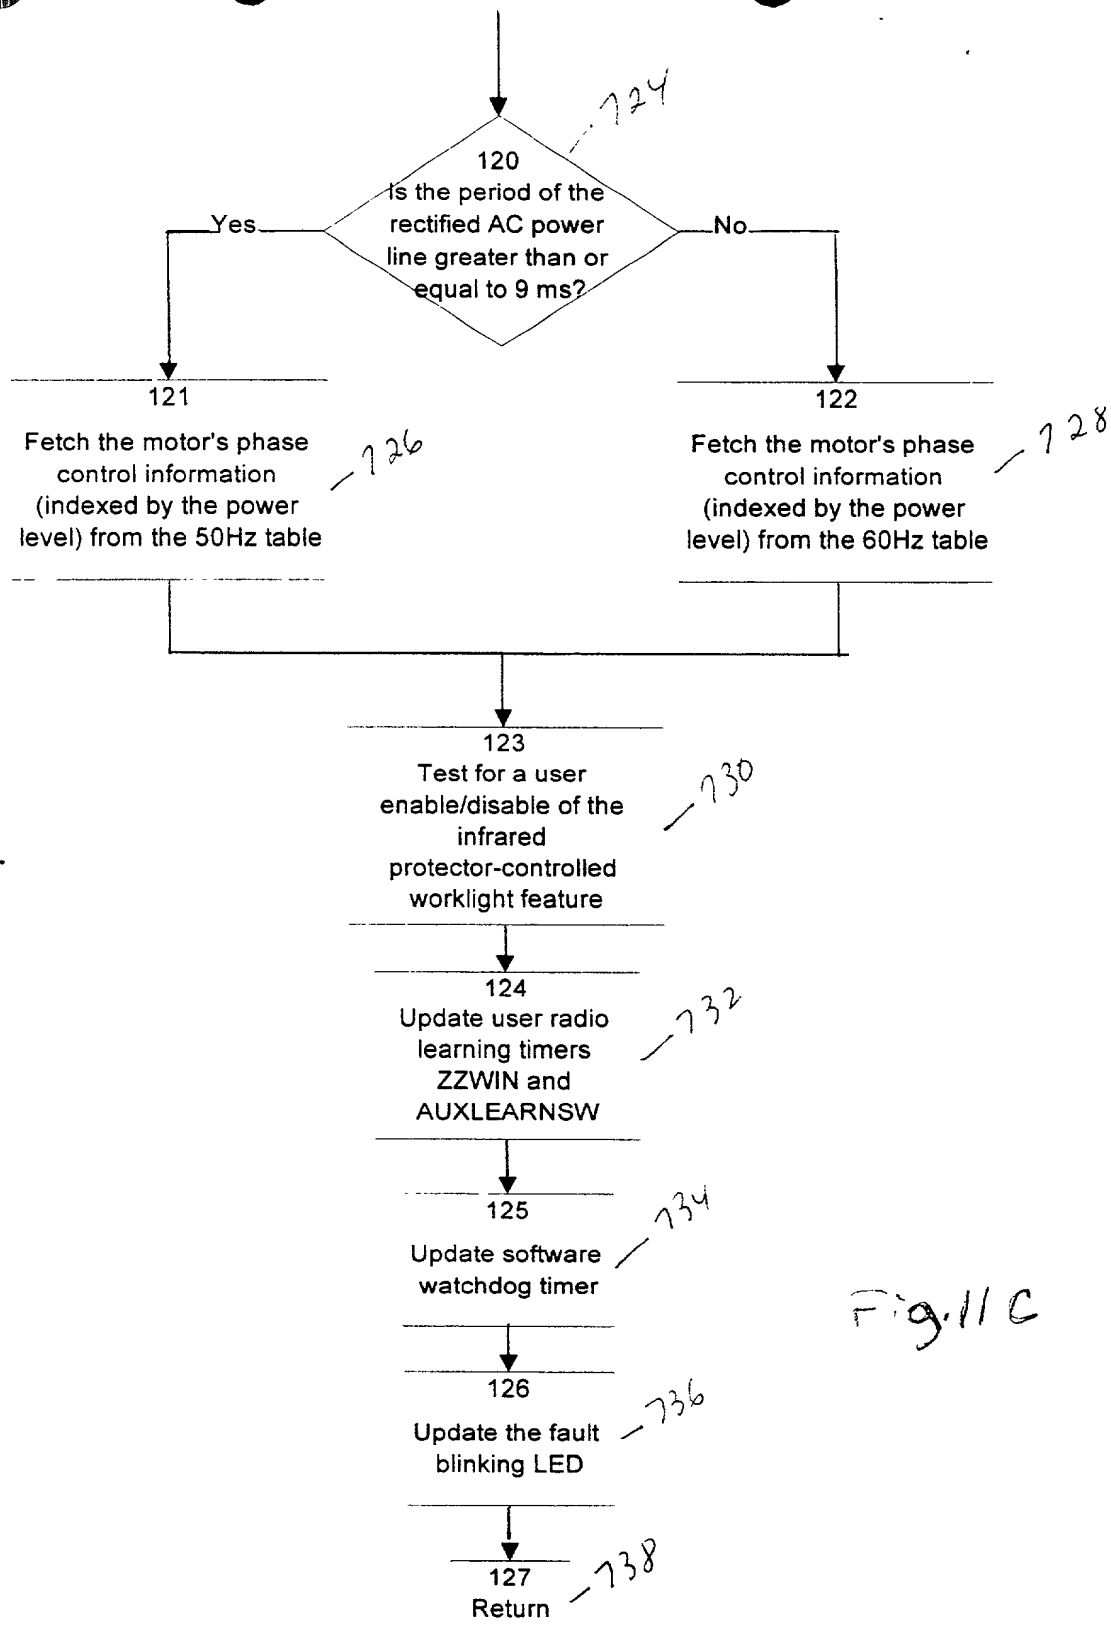 724
120
Is the period of the
rectified AC power
line greater than or
equal to 9 ms?
Yes
No
121
Fetch the motor's phase
control information
(indexed by the power
level) from the 50Hz table
726
122
Fetch the motor's phase
control information
(indexed by the power
level) from the 60Hz table
728
123
Test for a user
enable/disable of the
infrared
protector-controlled
worklight feature
730
124
Update user radio
learning timers
ZZWIN and
AUXLEARNSW
732
125
Update software
watchdog timer
734
Fig. 11 C
126
Update the fault
blinking LED
736
127
Return
738